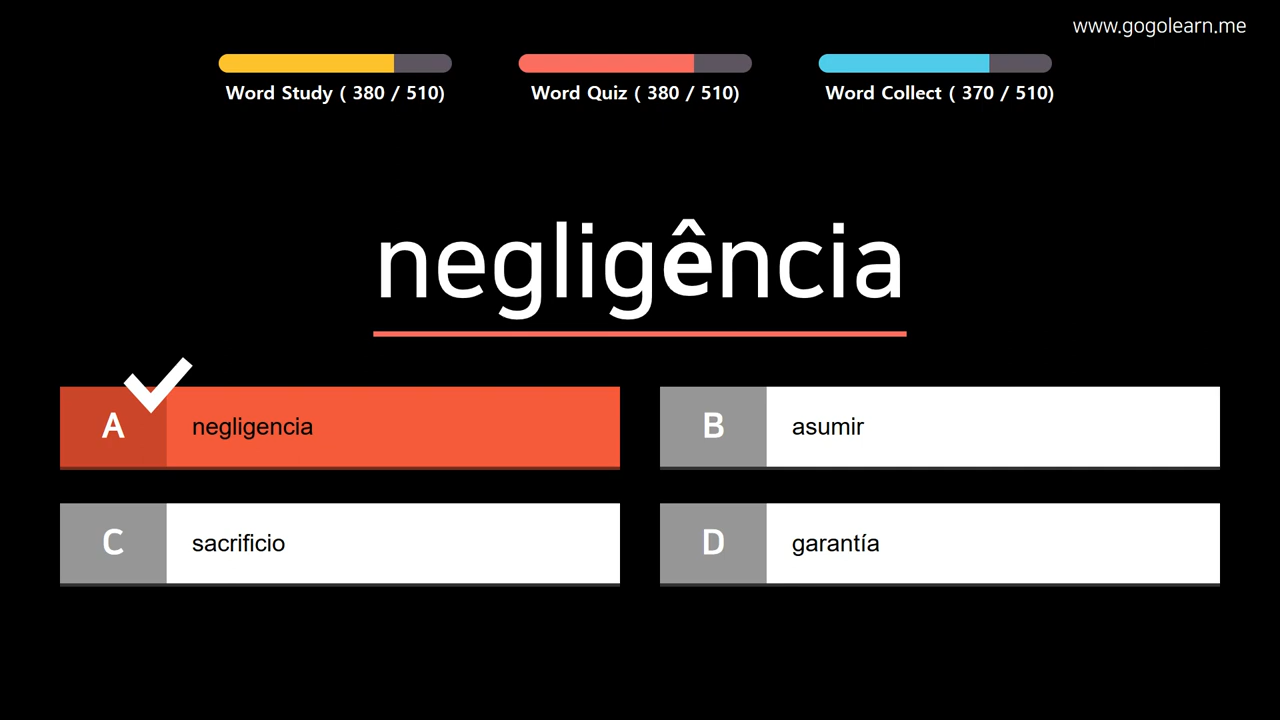 www.gogolearn.me
Word Study ( 380 / 510)
Word Quiz ( 380 / 510)
Word Collect ( 370 / 510)
negligência
A negligencia
B asumir
C sacrificio
D garantía